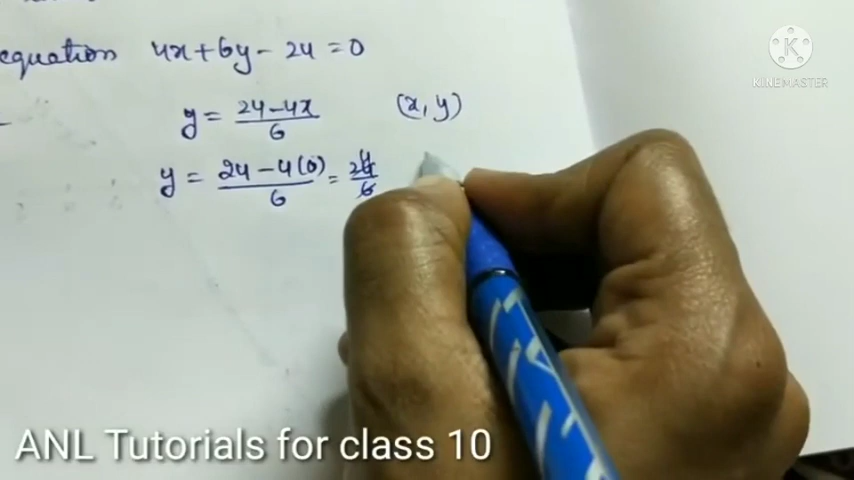 equation 4x+6y-24=0
y = 24-4x/6 (x,y)
y = 24-4(0)/6 = 24/6
KINEMASTER
ANL Tutorials for class 10